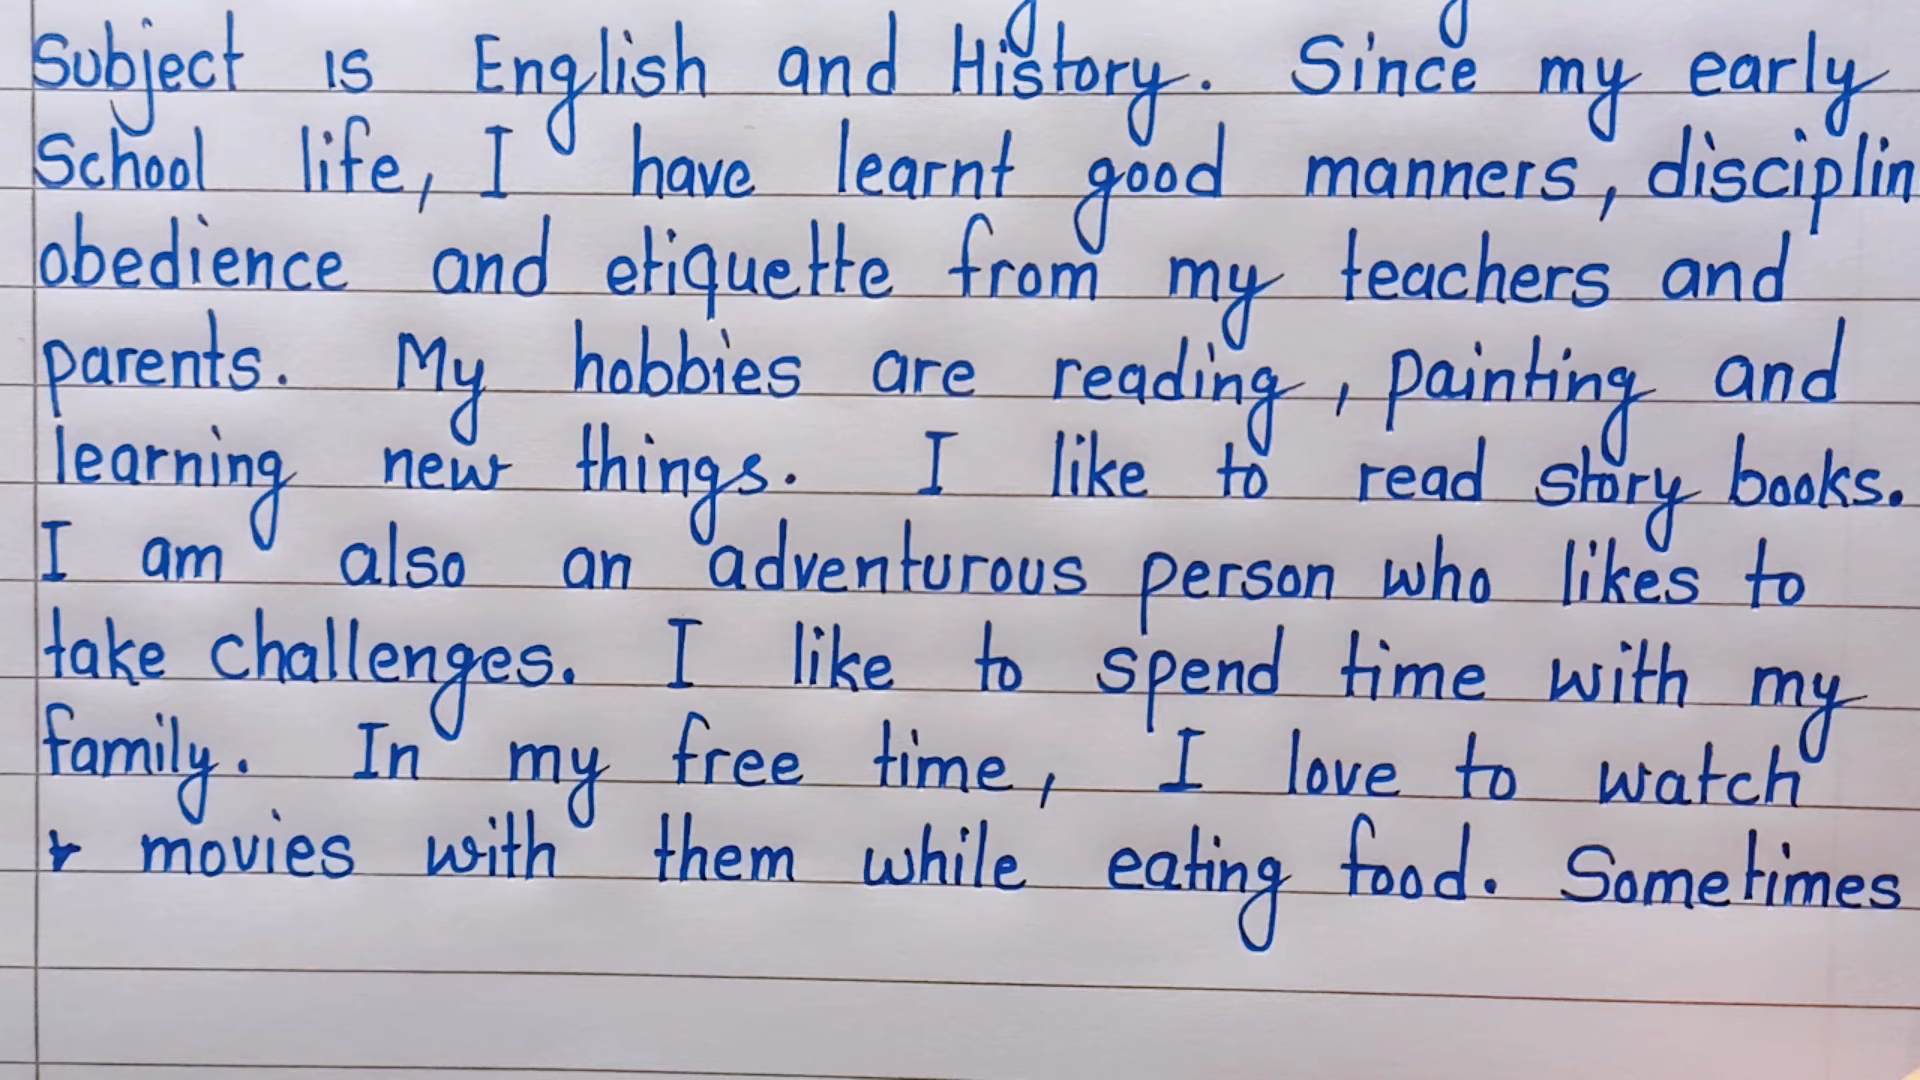 Subject is English and History. Since my early
School life, I have learnt good manners, disciplin
obedience and etiquette from my teachers and
parents. My hobbies are reading, painting and
learning new things. I like to read story books.
I am also an adventurous person who likes to
take challenges. I like to spend time with my
family. In my free time, I love to watch
movies with them while eating food. Sometimes